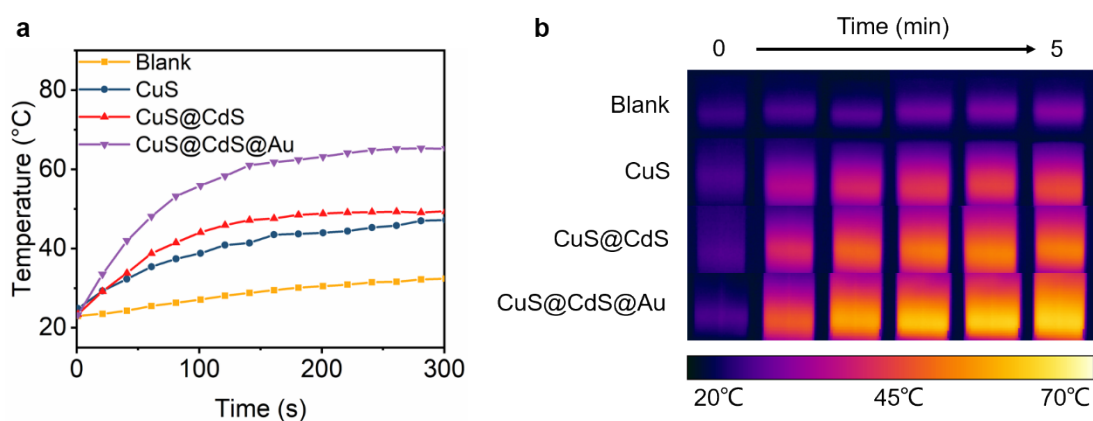 a
Blank
CuS
CuS@CdS
CuS@CdS@Au
80
60
40
20
Temperature (°C)
0
100
200
300
Time (s)
b
Time (min)
0
5
Blank
CuS
CuS@CdS
CuS@CdS@Au
20℃
45℃
70℃